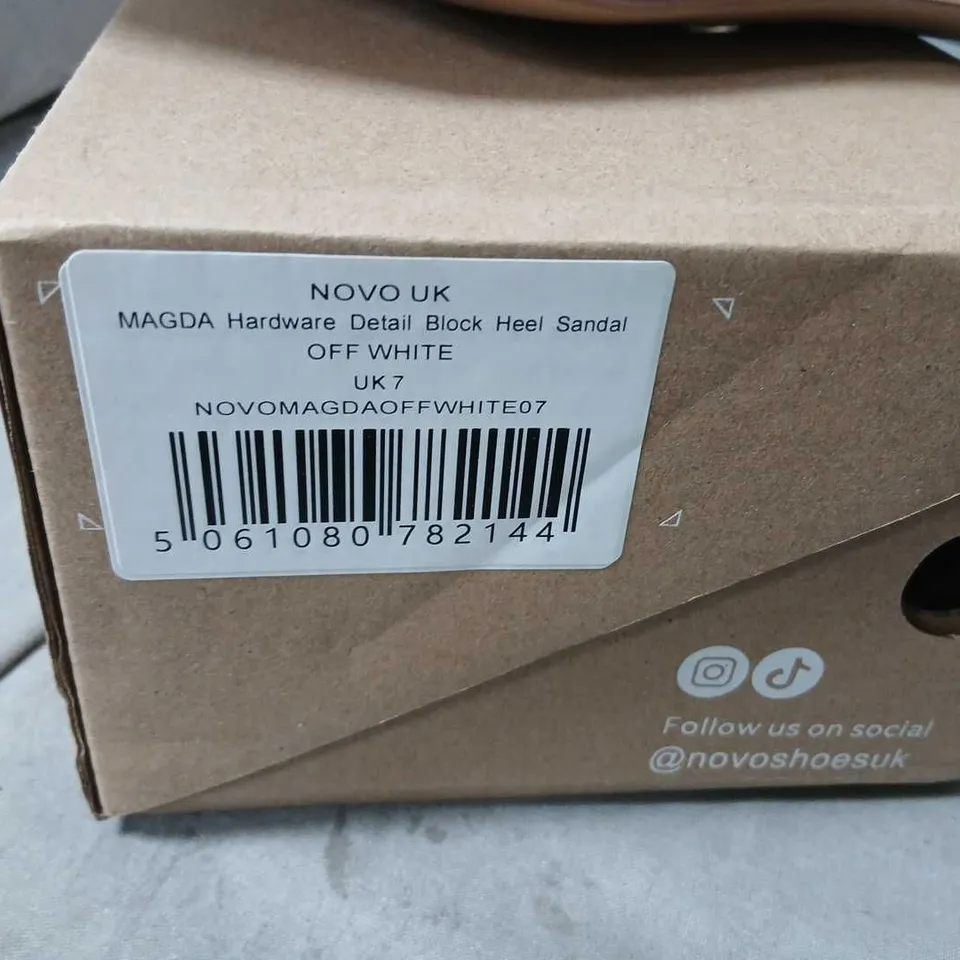 NOVO UK
MAGDA Hardware Detail Block Heel Sandal
OFF WHITE
UK 7
NOVOMAGDAOFFWHITE07
5 061080 782144
Follow us on social
@novoshoesuk